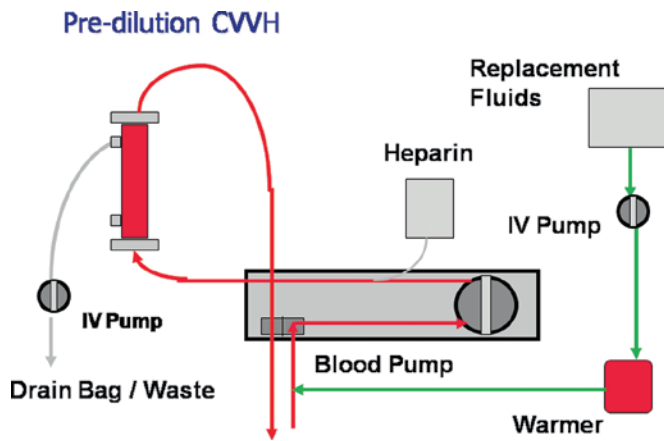 Pre-dilution CVVH
Replacement
Fluids
Heparin
IV Pump
IV Pump
Blood Pump
Drain Bag / Waste
Warmer